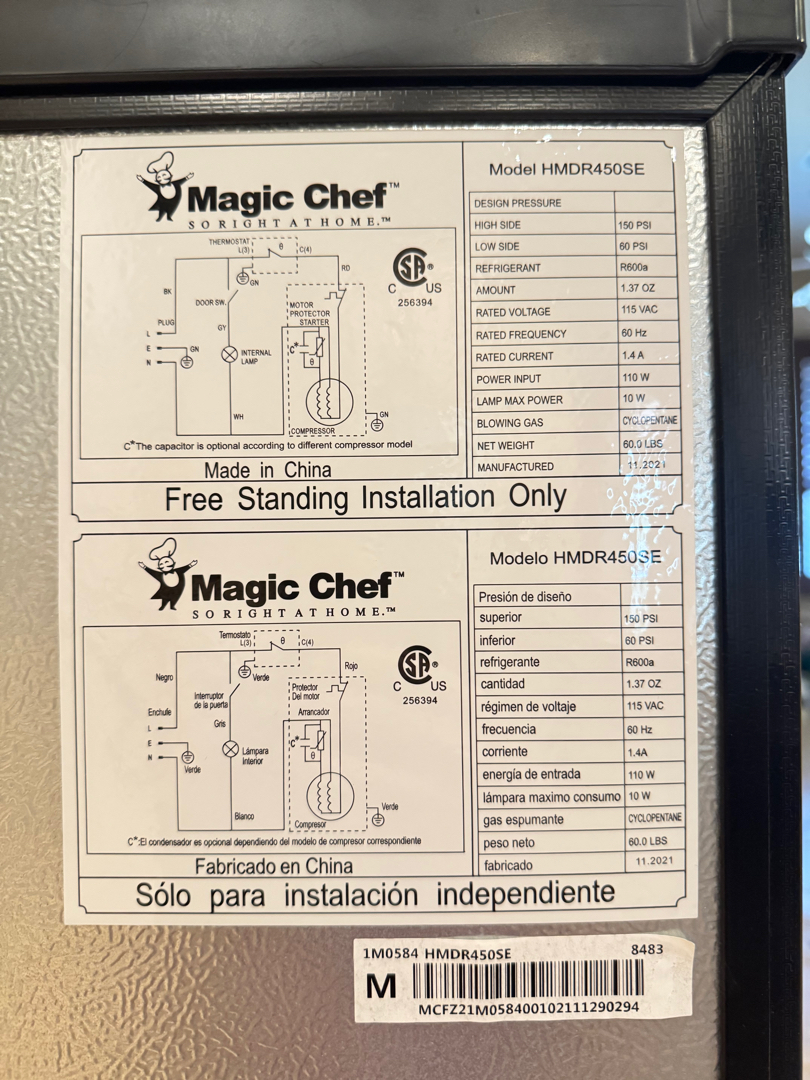 Magic Chef™
SO RIGHT AT HOME.™
THERMOSTAT
L(3) θ C(4)
GN
RD
BK
DOOR SW.
MOTOR
PROTECTOR
STARTER
PLUG
GY
L
E GN
N
INTERNAL
LAMP
C*
θ
WH
COMPRESSOR
GN
SA®
C US
256394
C*The capacitor is optional according to different compressor model
Made in China
Model HMDR450SE
DESIGN PRESSURE
HIGH SIDE 150 PSI
LOW SIDE 60 PSI
REFRIGERANT R600a
AMOUNT 1.37 OZ
RATED VOLTAGE 115 VAC
RATED FREQUENCY 60 Hz
RATED CURRENT 1.4 A
POWER INPUT 110 W
LAMP MAX POWER 10 W
BLOWING GAS CYCLOPENTANE
NET WEIGHT 60.0 LBS
MANUFACTURED 11.2021
Free Standing Installation Only
Magic Chef™
SO RIGHT AT HOME.™
Termostato
L(3) θ C(4)
Verde
Rojo
Negro
Interruptor
de la puerta
Protector
Del motor
Enchufe
Gris
Arrancador
L
E
N
Verde
Lámpara
Interior
C*
θ
Blanco
Compresor
Verde
SA®
C US
256394
C*:El condensador es opcional dependiendo del modelo de compresor correspondiente
Fabricado en China
Modelo HMDR450SE
Presión de diseño
superior 150 PSI
inferior 60 PSI
refrigerante R600a
cantidad 1.37 OZ
régimen de voltaje 115 VAC
frecuencia 60 Hz
corriente 1.4A
energía de entrada 110 W
lámpara maximo consumo 10 W
gas espumante CYCLOPENTANE
peso neto 60.0 LBS
fabricado 11.2021
Sólo para instalación independiente
1M0584 HMDR450SE 8483
M
MCFZ21M058400102111290294